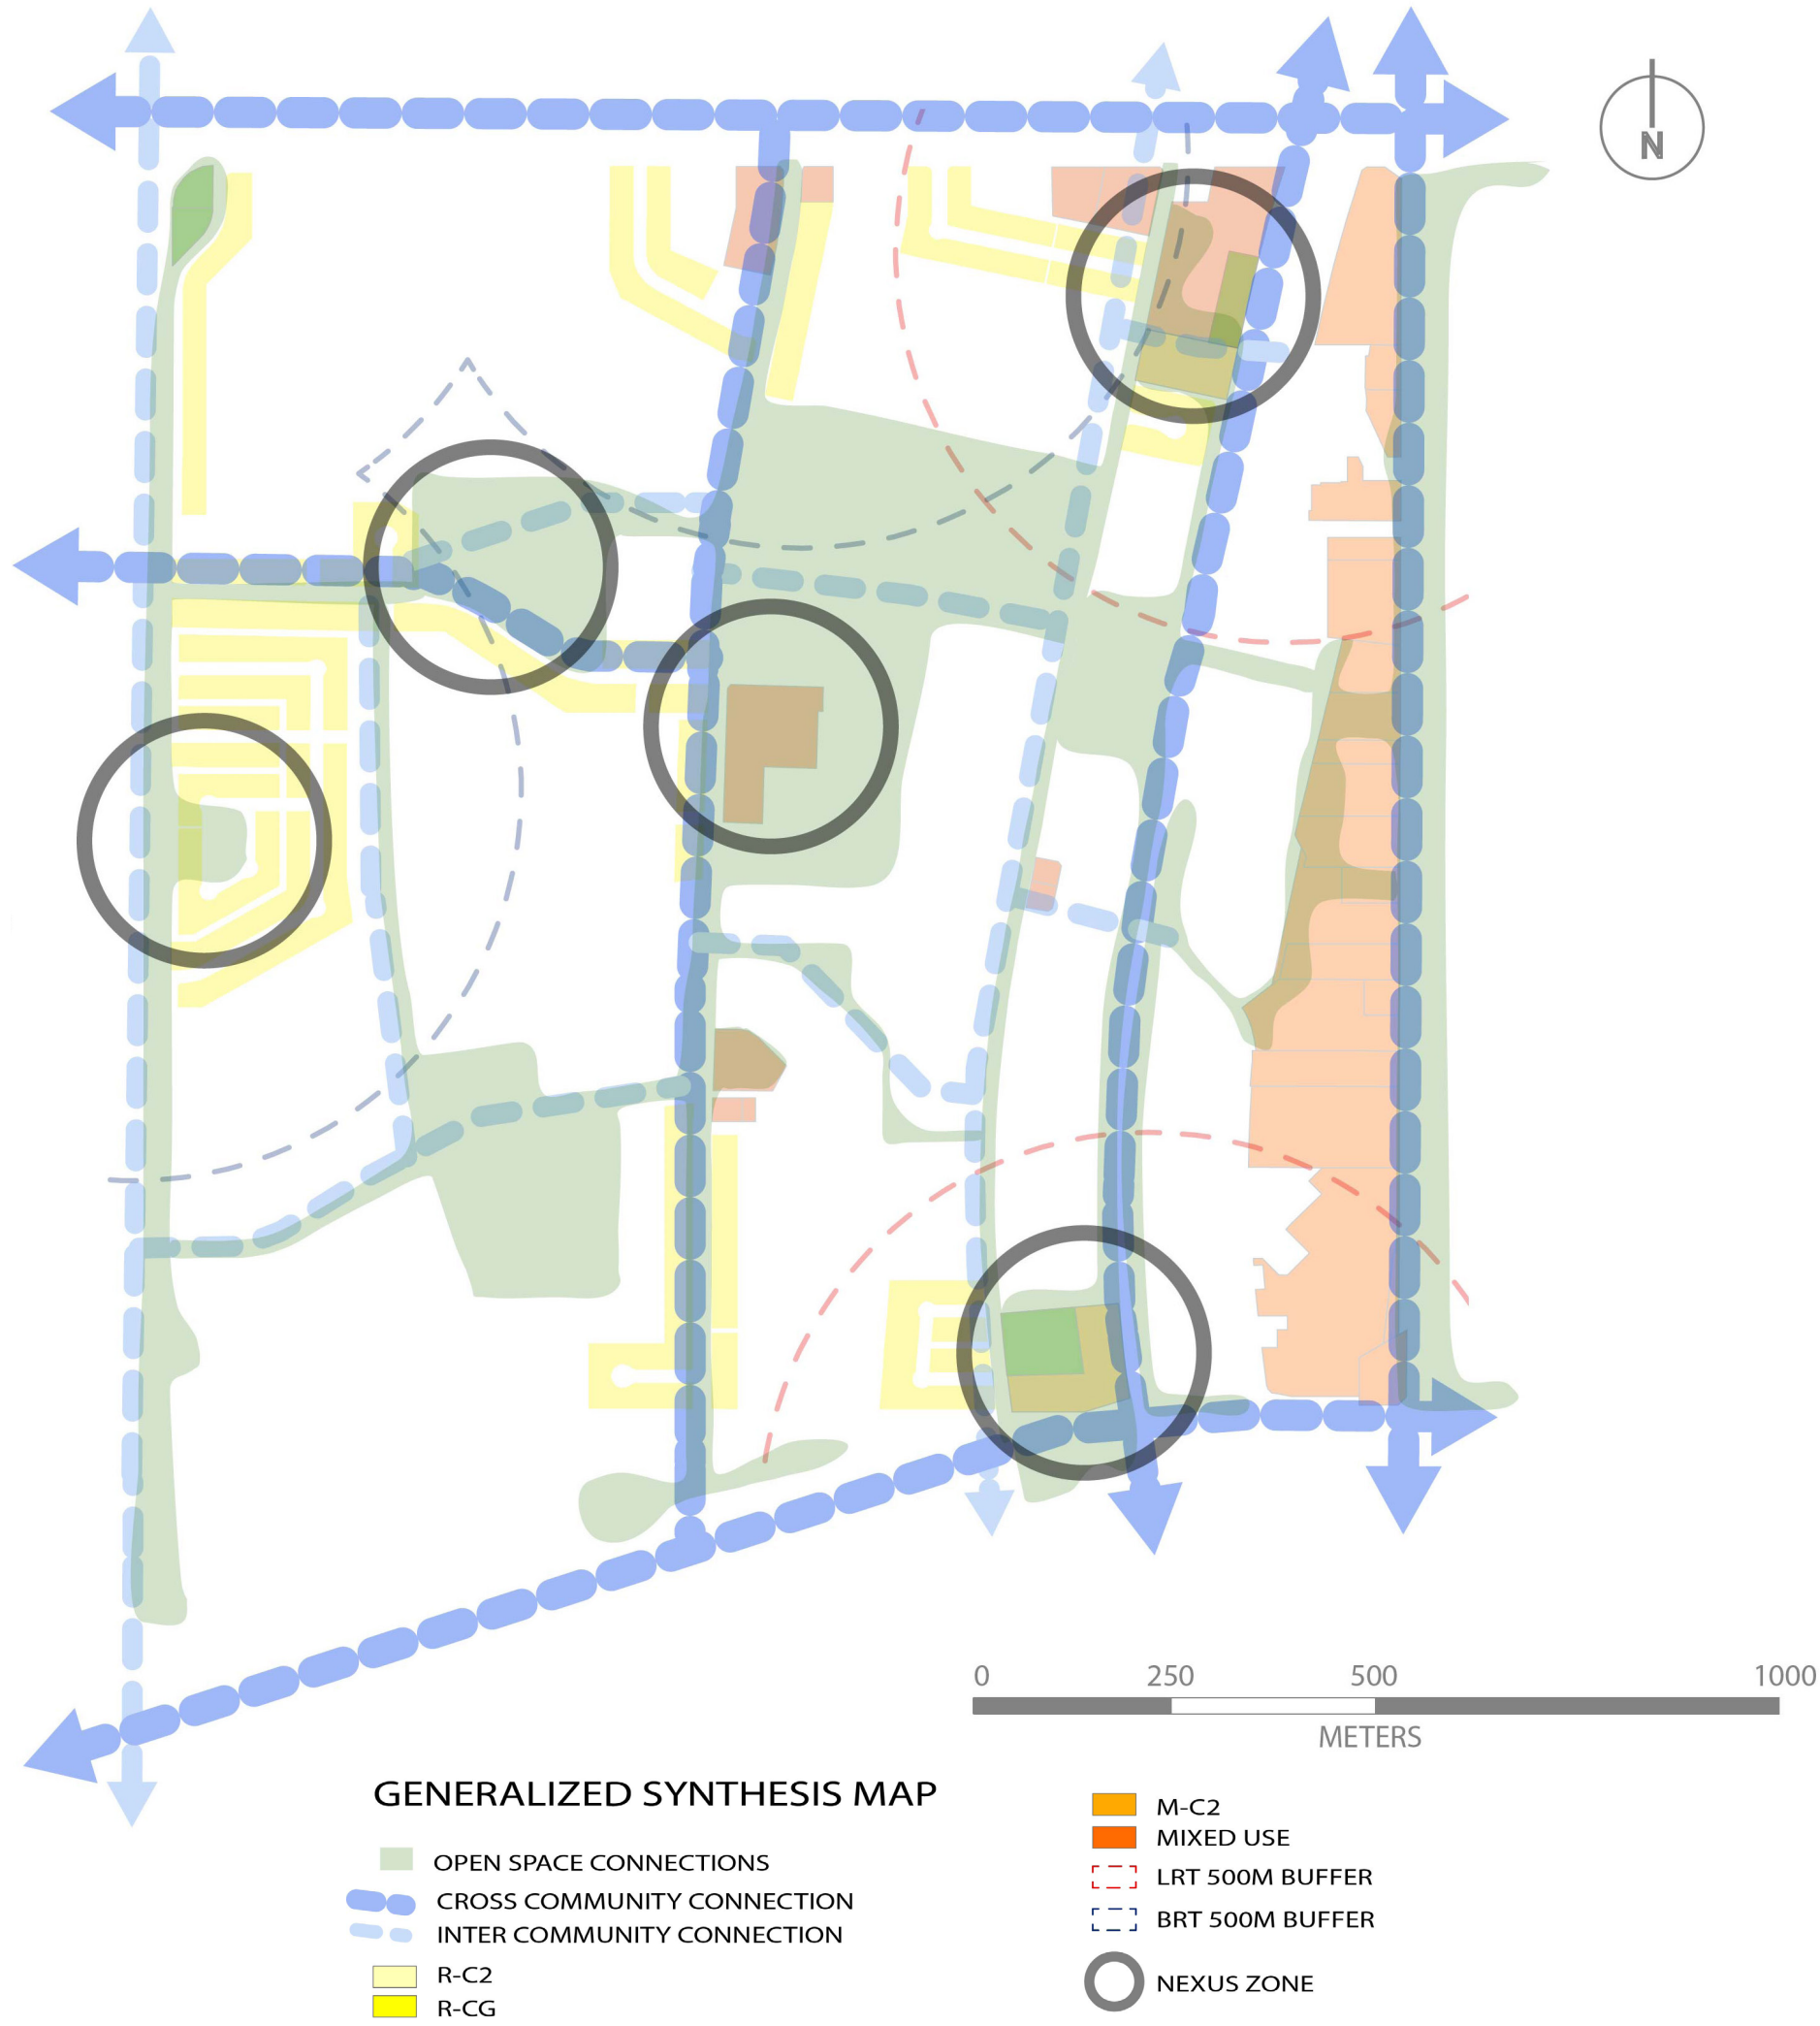 N
0 250 500 1000
METERS
GENERALIZED SYNTHESIS MAP
OPEN SPACE CONNECTIONS
CROSS COMMUNITY CONNECTION
INTER COMMUNITY CONNECTION
R-C2
R-CG
M-C2
MIXED USE
LRT 500M BUFFER
BRT 500M BUFFER
NEXUS ZONE